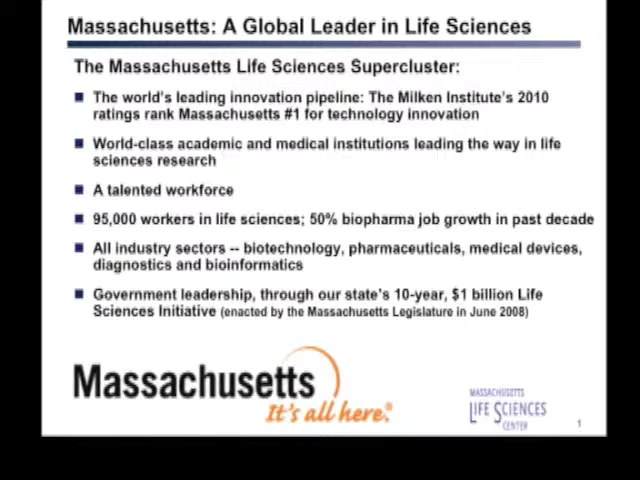 Massachusetts: A Global Leader in Life Sciences
The Massachusetts Life Sciences Supercluster:
The world's leading innovation pipeline: The Milken Institute's 2010
ratings rank Massachusetts #1 for technology innovation
World-class academic and medical institutions leading the way in life
sciences research
A talented workforce
95,000 workers in life sciences; 50% biopharma job growth in past decade
All industry sectors -- biotechnology, pharmaceuticals, medical devices,
diagnostics and bioinformatics
Government leadership, through our state's 10-year, $1 billion Life
Sciences Initiative (enacted by the Massachusetts Legislature in June 2008)
Massachusetts
It's all here.®
MASSACHUSETTS
LIFE SCIENCES
CENTER
1